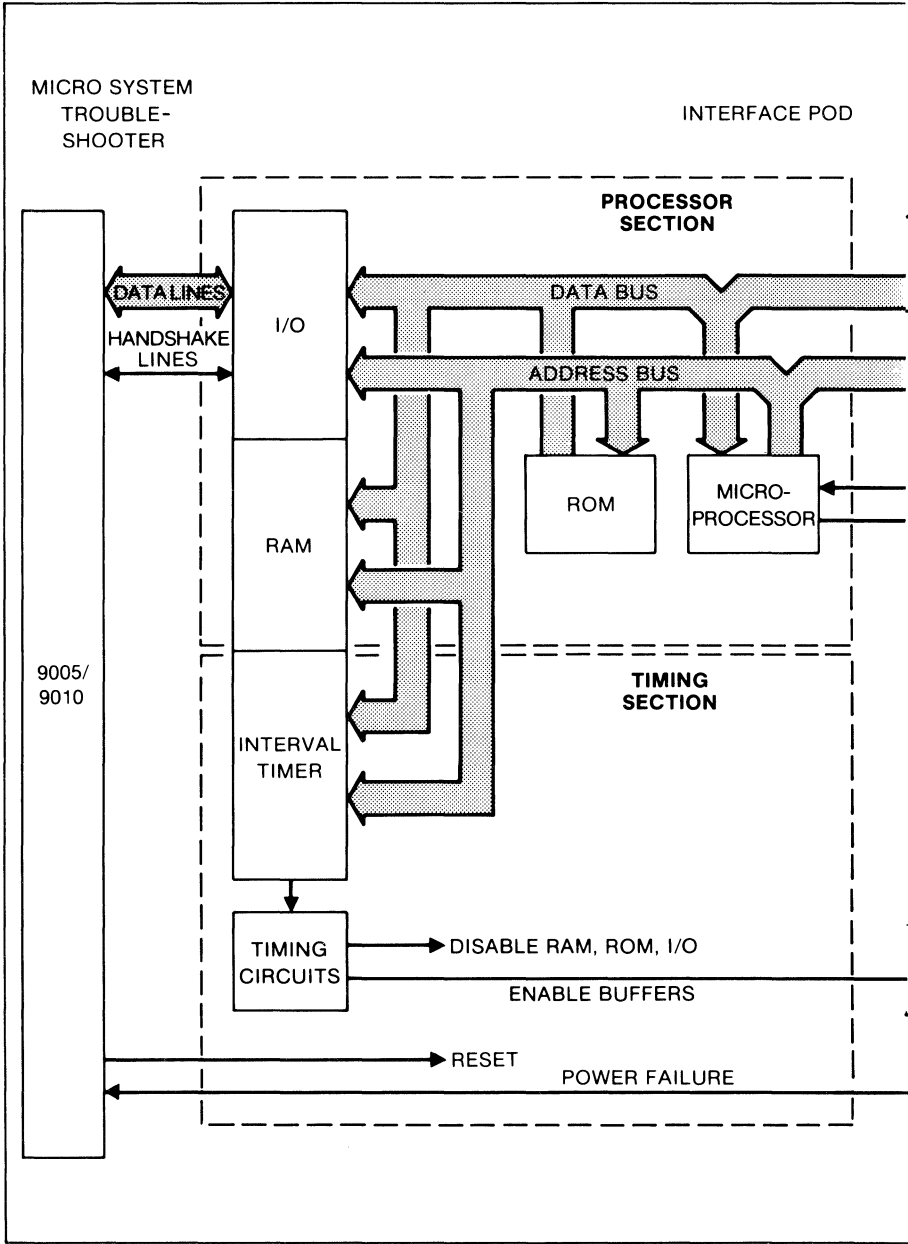 MICRO SYSTEM
TROUBLE-
SHOOTER
INTERFACE POD
PROCESSOR
SECTION
DATA LINES
I/O
DATA BUS
HANDSHAKE
LINES
ADDRESS BUS
RAM
ROM
MICRO-
PROCESSOR
9005/
9010
TIMING
SECTION
INTERVAL
TIMER
TIMING
CIRCUITS
DISABLE RAM, ROM, I/O
ENABLE BUFFERS
RESET
POWER FAILURE